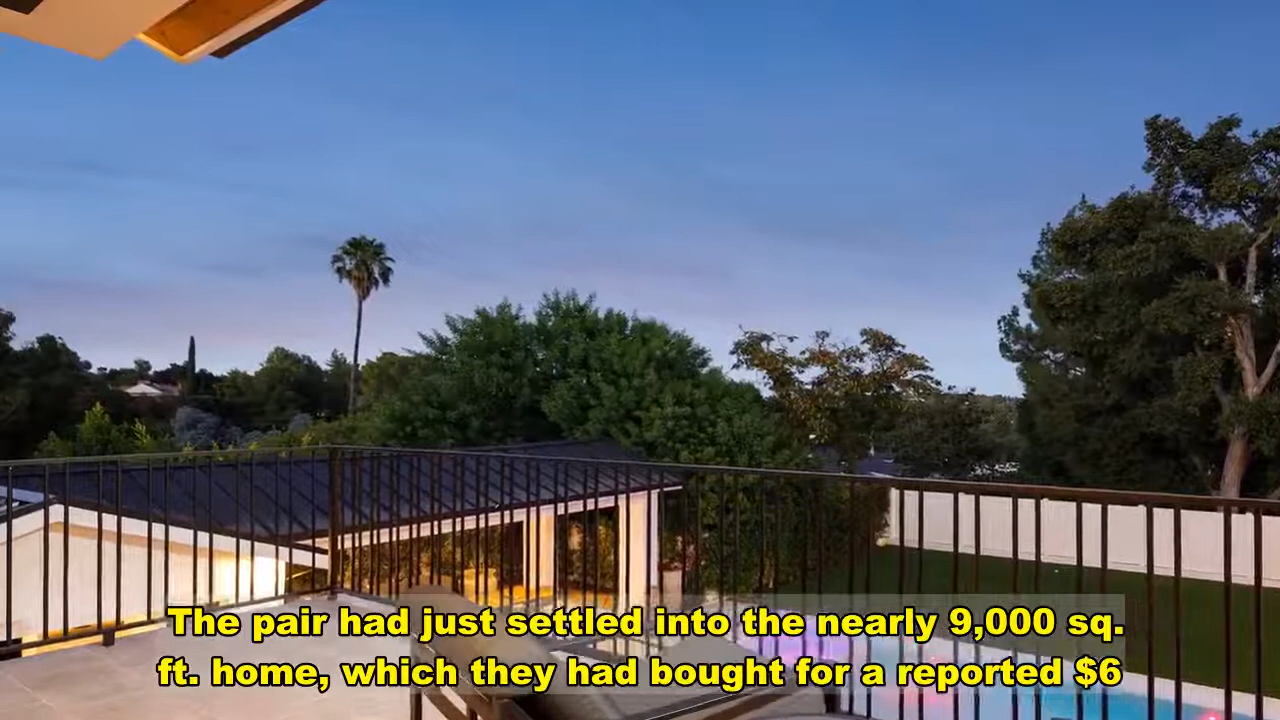 The pair had just settled into the nearly 9,000 sq.
ft. home, which they had bought for a reported $6